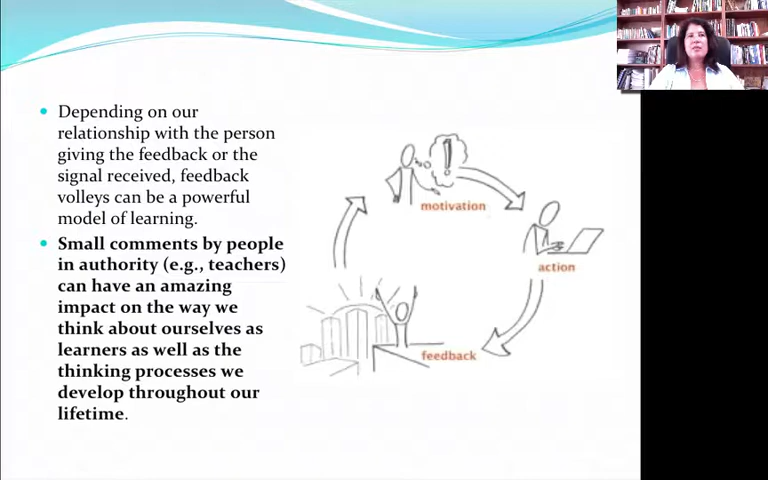 Depending on our
relationship with the person
giving the feedback or the
signal received, feedback
volleys can be a powerful
model of learning.
Small comments by people
in authority (e.g., teachers)
can have an amazing
impact on the way we
think about ourselves as
learners as well as the
thinking processes we
develop throughout our
lifetime.
!
motivation
action
feedback